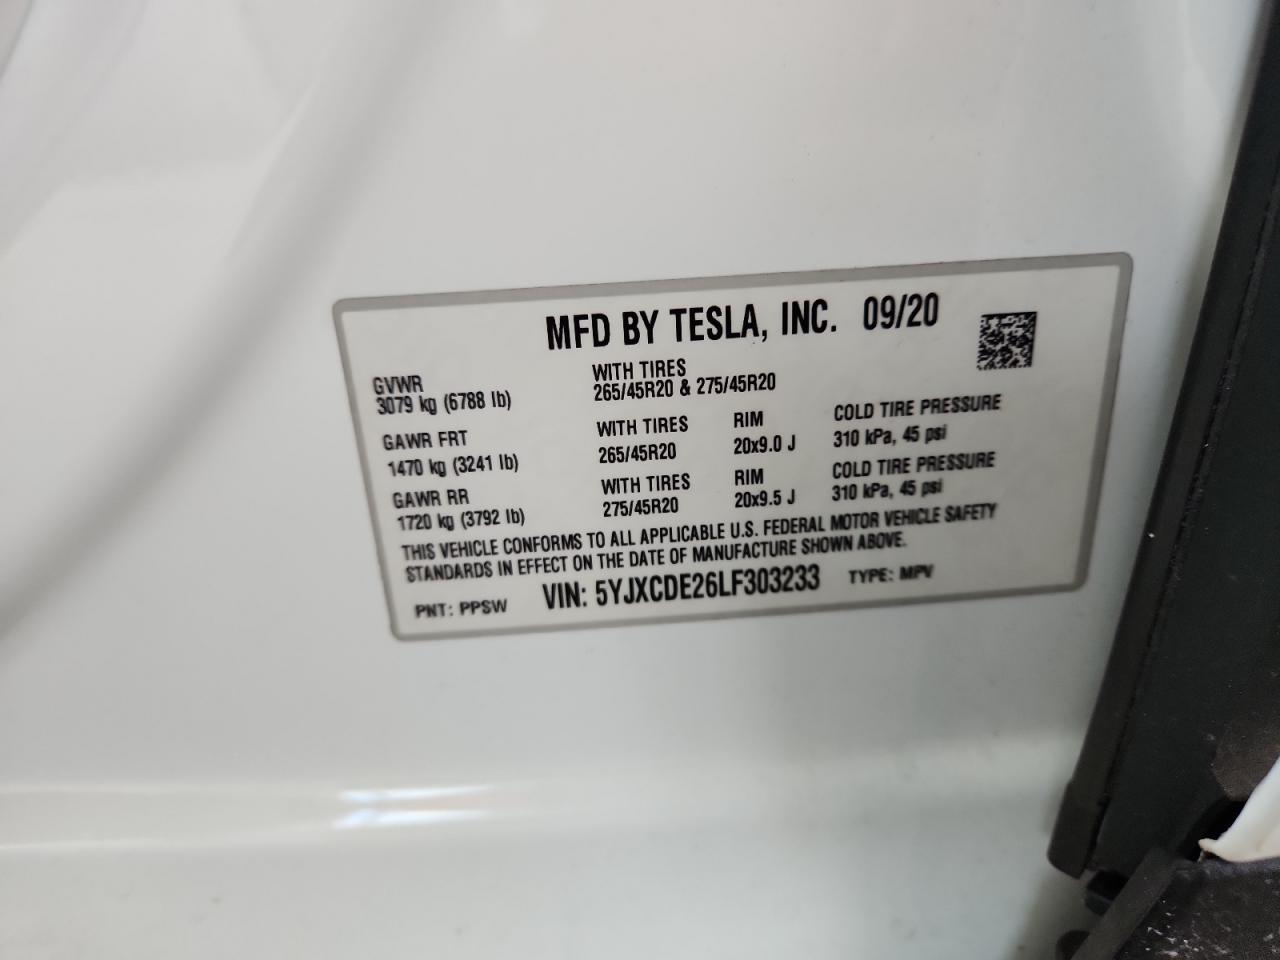 MFD BY TESLA, INC. 09/20
GVWR WITH TIRES
3079 kg (6788 lb) 265/45R20 & 275/45R20
GAWR FRT WITH TIRES RIM COLD TIRE PRESSURE
1470 kg (3241 lb) 265/45R20 20x9.0 J 310 kPa, 45 psi
GAWR RR WITH TIRES RIM COLD TIRE PRESSURE
1720 kg (3792 lb) 275/45R20 20x9.5 J 310 kPa, 45 psi
THIS VEHICLE CONFORMS TO ALL APPLICABLE U.S. FEDERAL MOTOR VEHICLE SAFETY
STANDARDS IN EFFECT ON THE DATE OF MANUFACTURE SHOWN ABOVE.
PNT: PPSW VIN: 5YJXCDE26LF303233 TYPE: MPV